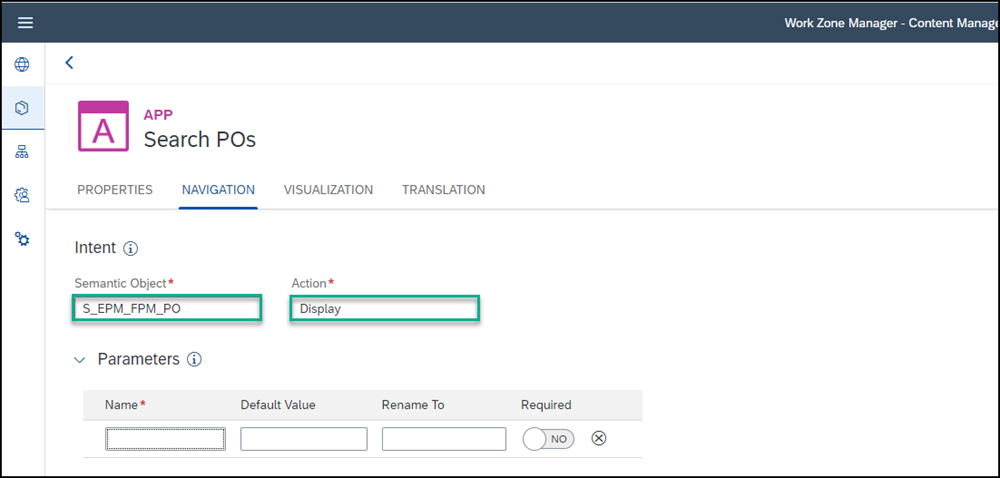 Work Zone Manager - Content Manage
A
APP
Search POs
PROPERTIES NAVIGATION VISUALIZATION TRANSLATION
Intent
Semantic Object* Action*
S_EPM_FPM_PO Display
Parameters
Name* Default Value Rename To Required
NO